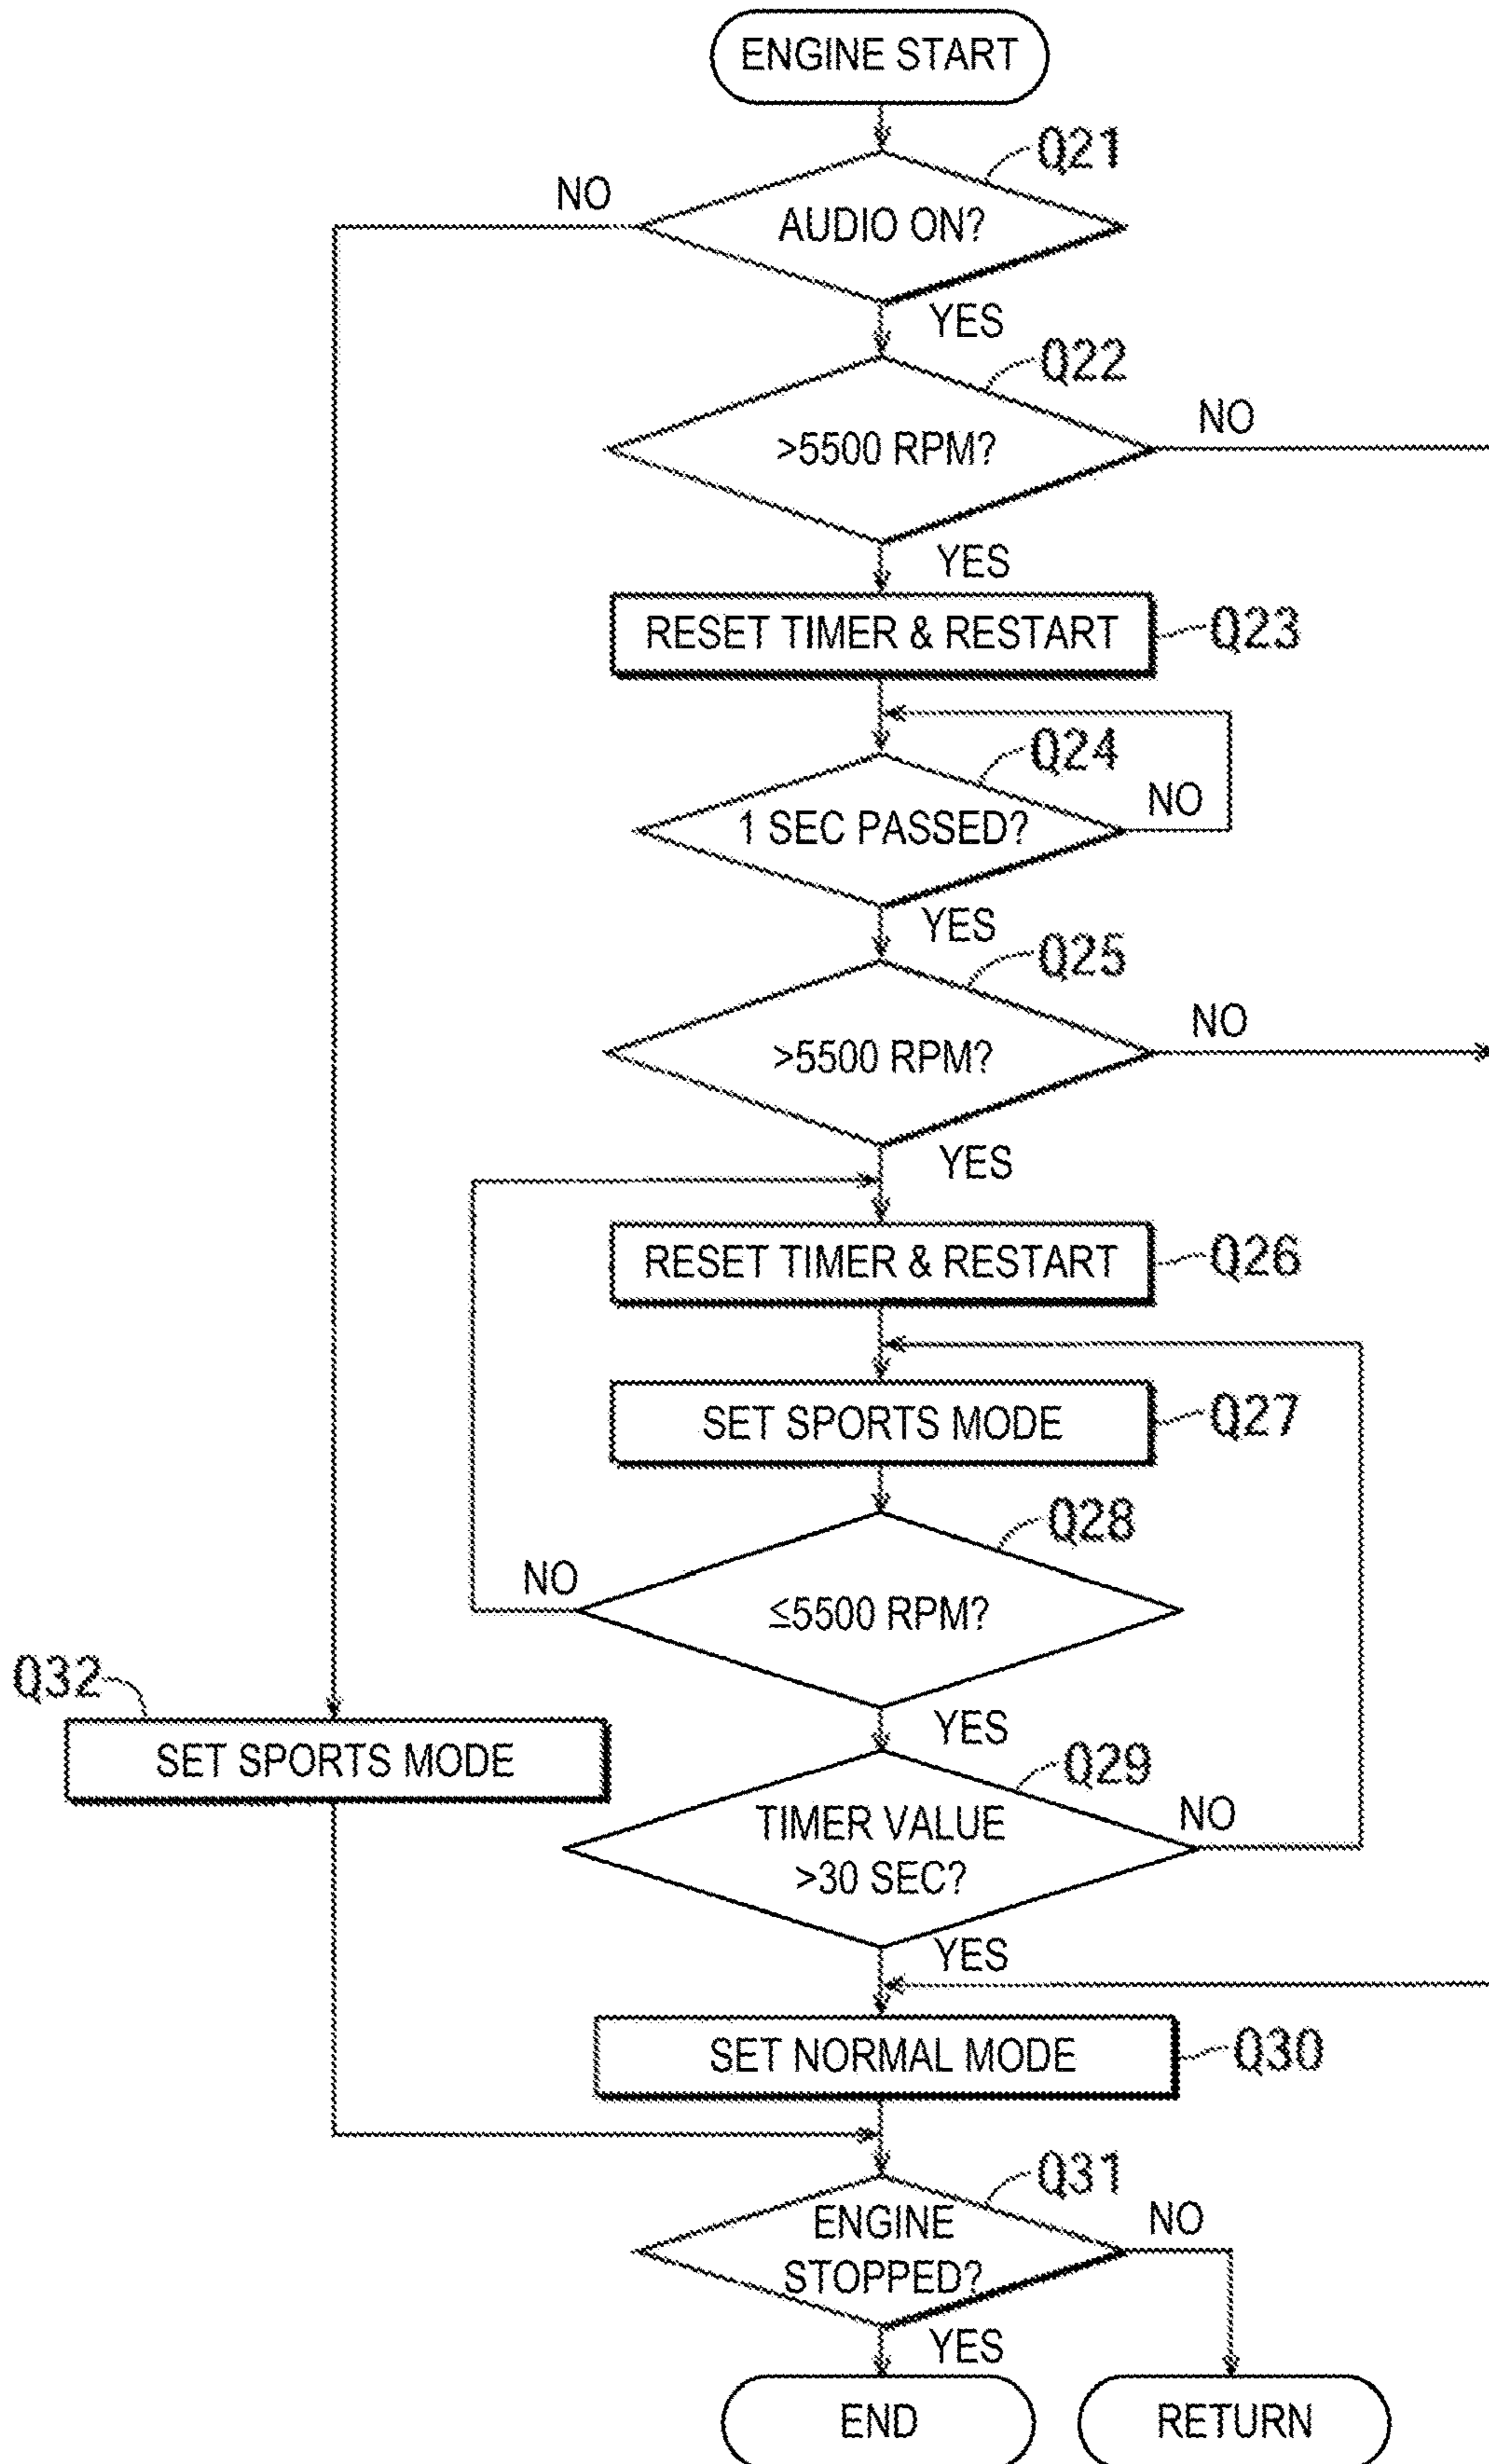 ENGINE START
Q21
NO
AUDIO ON?
YES
Q22
NO
>5500 RPM?
YES
RESET TIMER & RESTART
Q23
Q24
NO
1 SEC PASSED?
YES
Q25
NO
>5500 RPM?
YES
RESET TIMER & RESTART
Q26
SET SPORTS MODE
Q27
Q28
NO
≤5500 RPM?
Q32
YES
SET SPORTS MODE
Q29
TIMER VALUE
>30 SEC?
NO
YES
SET NORMAL MODE
Q30
Q31
ENGINE
STOPPED?
NO
YES
END
RETURN